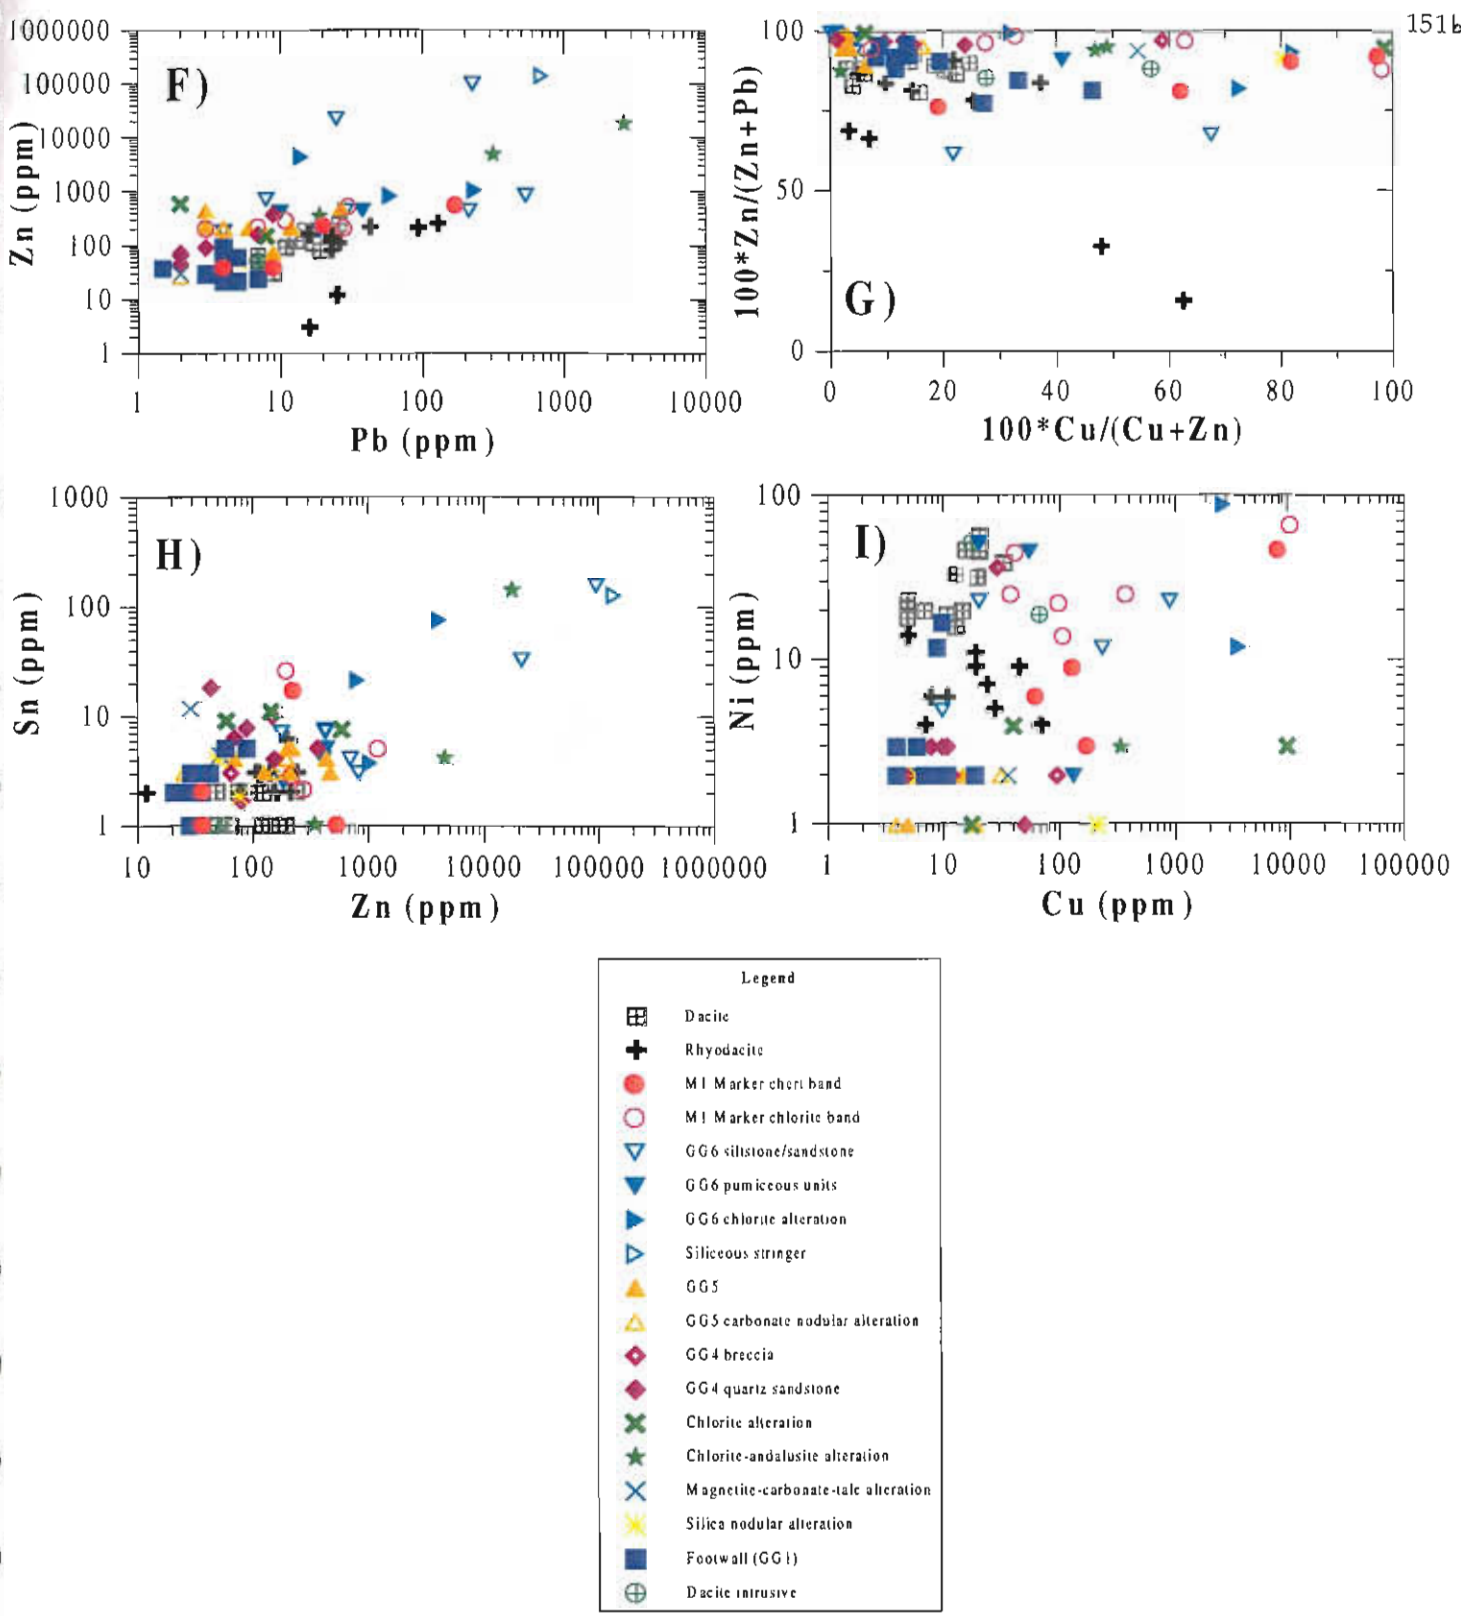 151b
F)
Zn (ppm)
1000000
100000
10000
1000
100
10
1
1 10 100 1000 10000
Pb (ppm)
G)
100*Zn/(Zn+Pb)
100
50
0
0 20 40 60 80 100
100*Cu/(Cu+Zn)
H)
Sn (ppm)
1000
100
10
1
10 100 1000 10000 100000 1000000
Zn (ppm)
I)
Ni (ppm)
100
10
1
1 10 100 1000 10000 100000
Cu (ppm)
Legend
Dacite
Rhyodacite
M1 Marker chert band
M1 Marker chlorite band
GG6 siltstone/sandstone
GG6 pumiceous units
GG6 chlorite alteration
Siliceous stringer
GG5
GG5 carbonate nodular alteration
GG4 breccia
GG4 quartz sandstone
Chlorite alteration
Chlorite-andalusite alteration
Magnetite-carbonate-talc alteration
Silica nodular alteration
Footwall (GG1)
Dacite intrusive